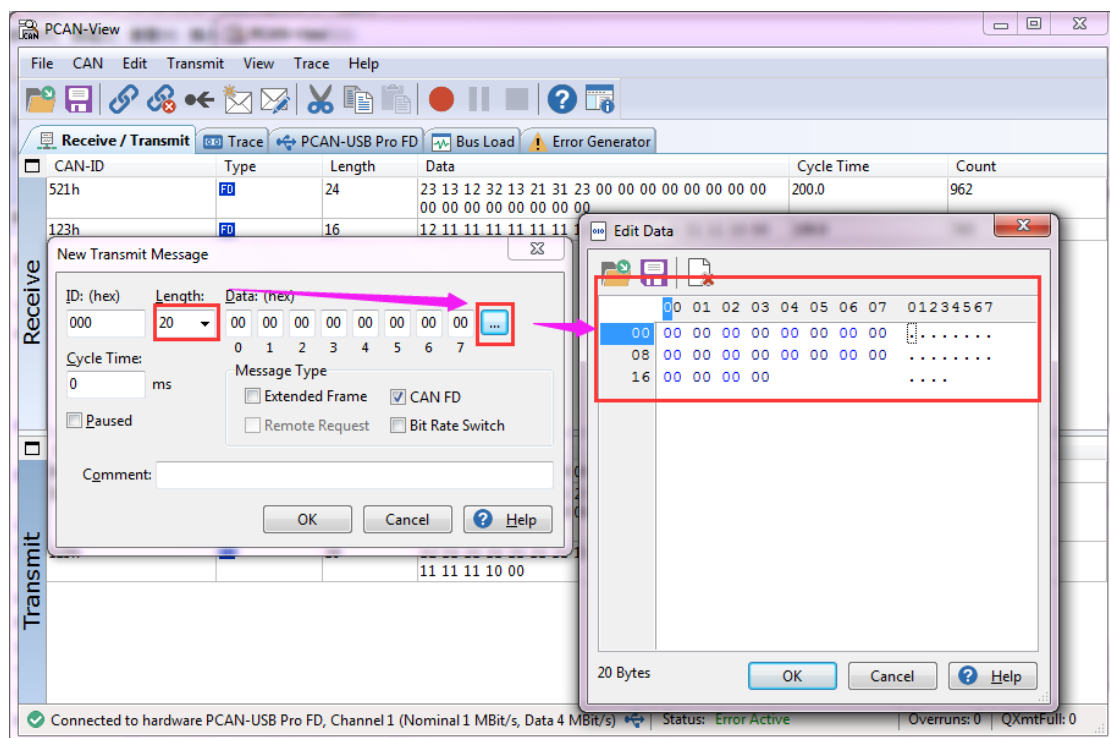 PCAN-View
File CAN Edit Transmit View Trace Help
Receive / Transmit Trace PCAN-USB Pro FD Bus Load Error Generator
CAN-ID Type Length Data Cycle Time Count
521h FD 24 23 13 12 32 13 21 31 23 00 00 00 00 00 00 00 00 200.0 962
00 00 00 00 00 00 00 00
123h FD 16 12 11 11 11 11 11 11
Receive
New Transmit Message
ID: (hex) Length: Data: (hex)
000 20 00 00 00 00 00 00 00 00 ...
0 1 2 3 4 5 6 7
Cycle Time:
0 ms
Message Type
Extended Frame CAN FD
Paused
Remote Request Bit Rate Switch
Comment:
OK Cancel Help
Edit Data
00 01 02 03 04 05 06 07 01234567
00 00 00 00 00 00 00 00 00 ........
08 00 00 00 00 00 00 00 00 ........
16 00 00 00 00 ....
20 Bytes OK Cancel Help
Transmit
11 11 11 10 00
Connected to hardware PCAN-USB Pro FD, Channel 1 (Nominal 1 MBit/s, Data 4 MBit/s) Status: Error Active Overruns: 0 QXmtFull: 0